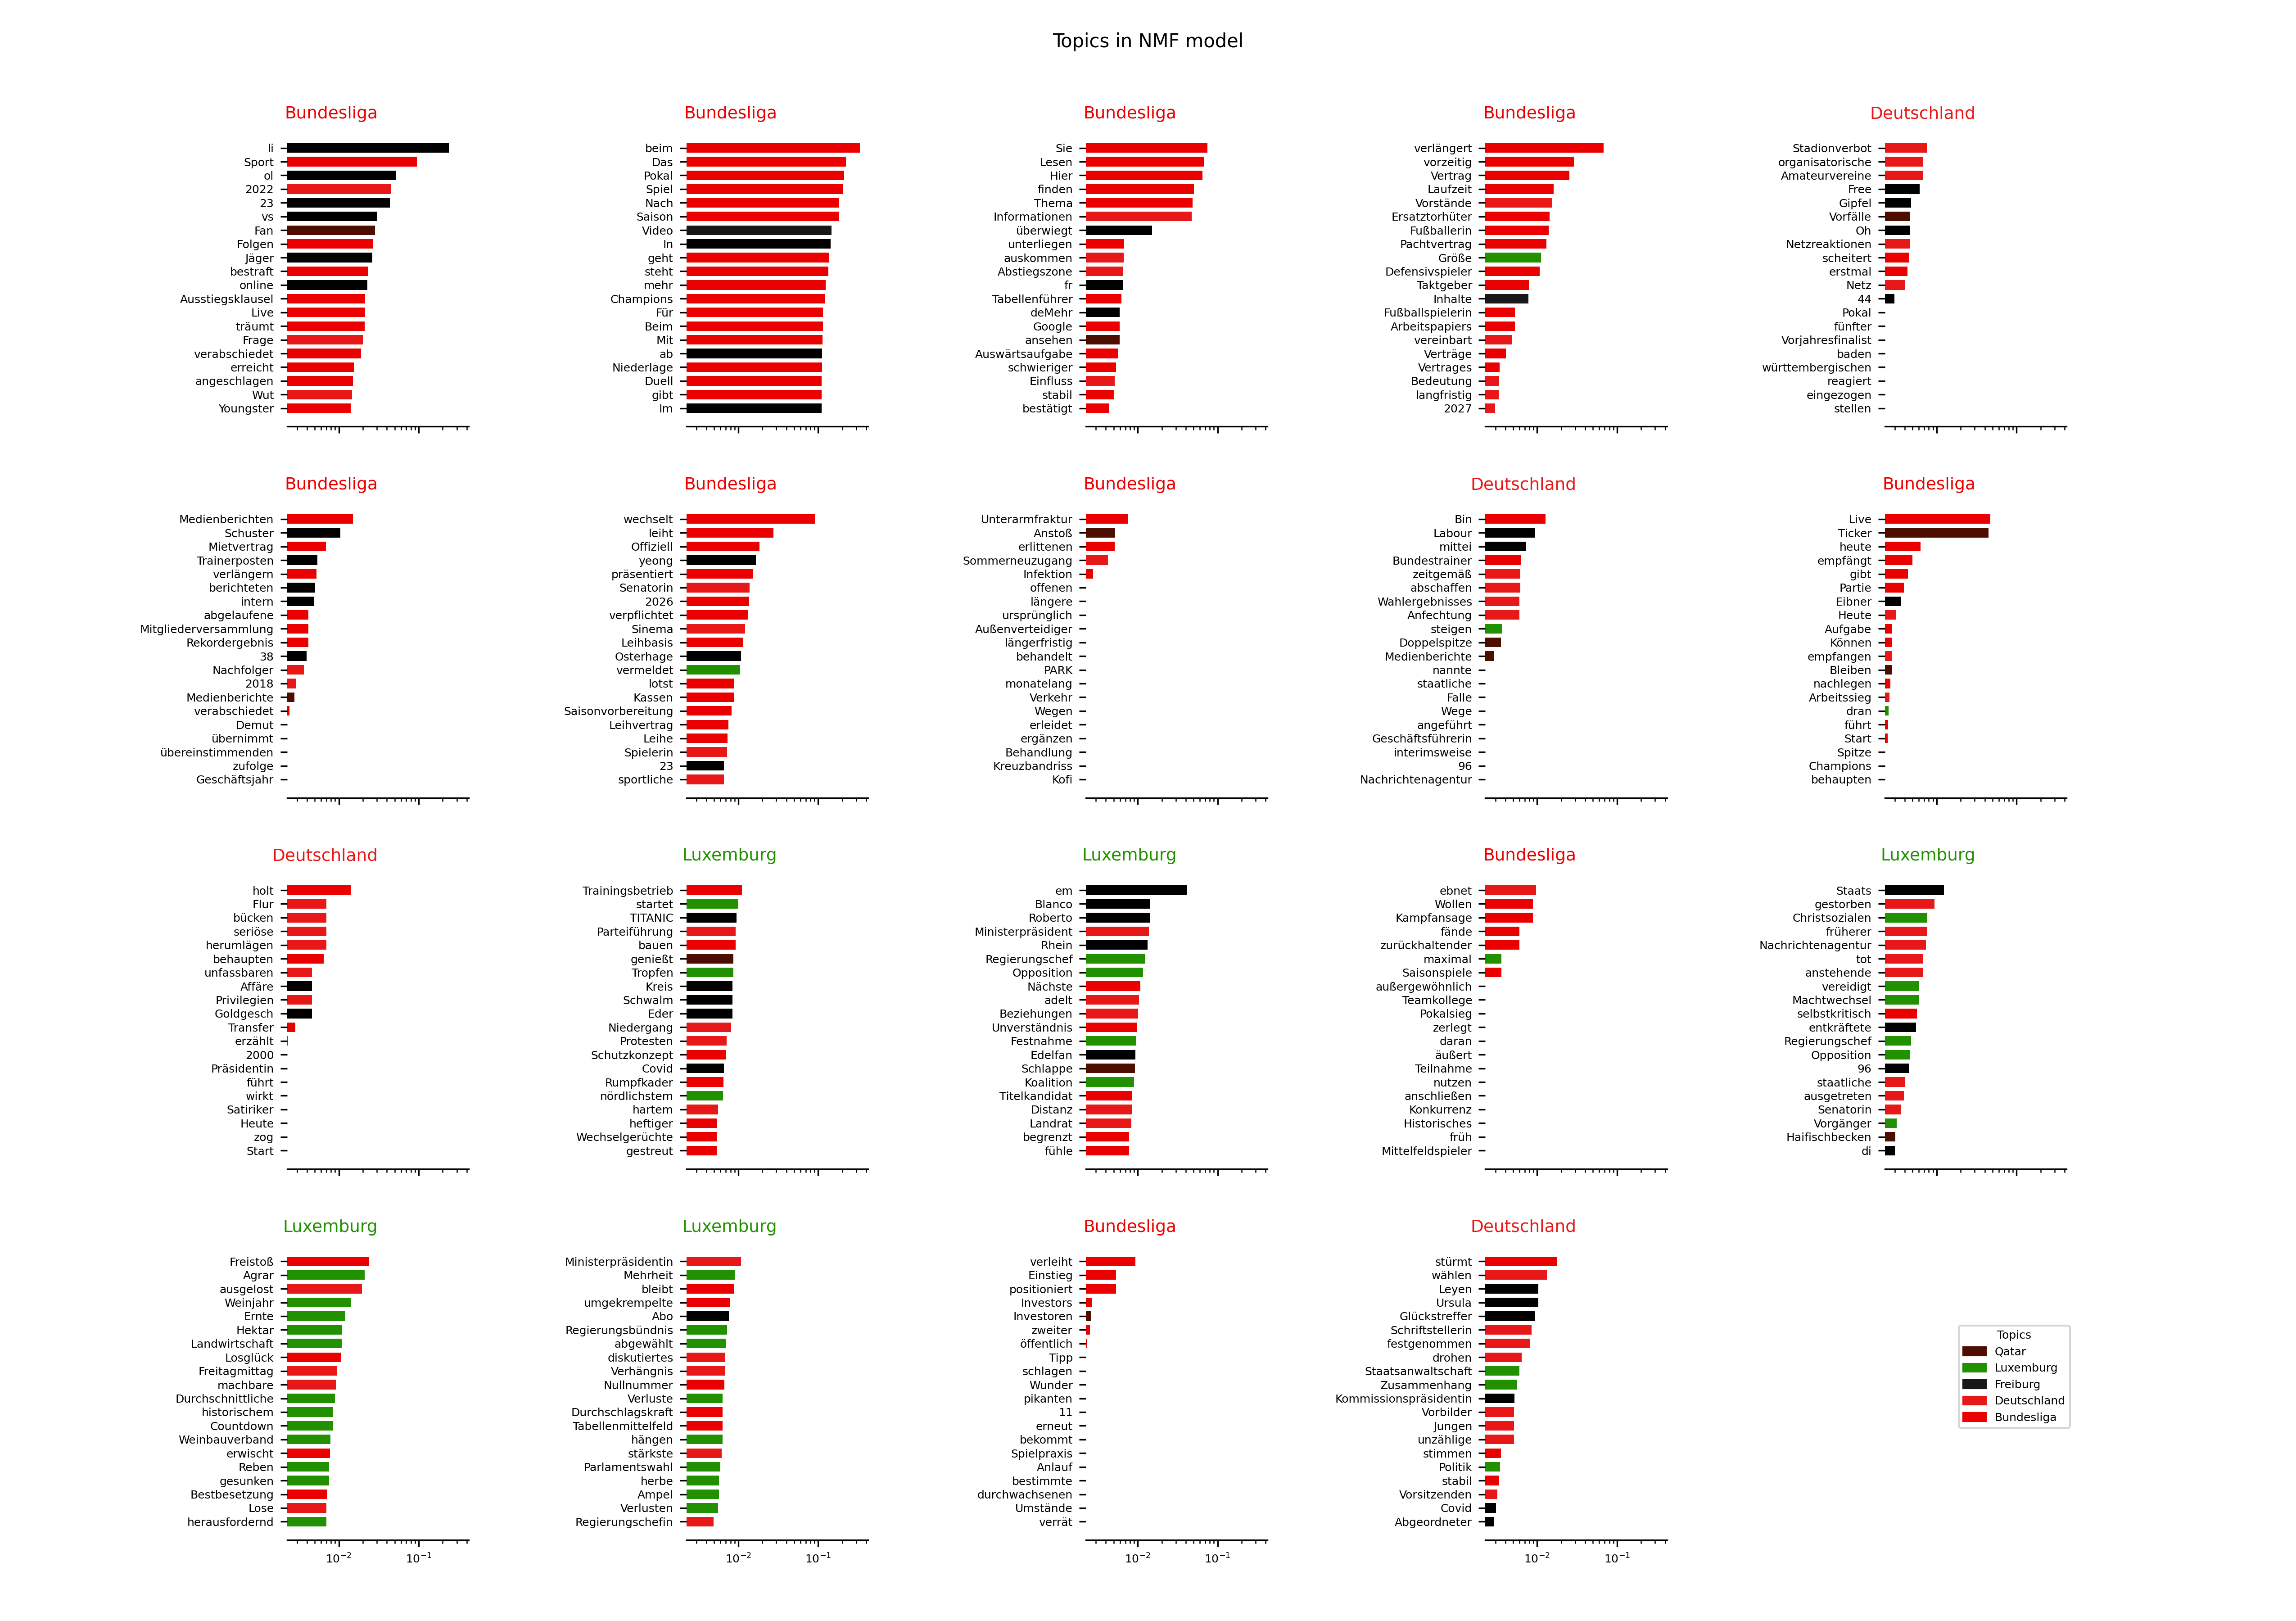 Topics in NMF model
Bundesliga
li
Sport
ol
2022
23
vs
Fan
Folgen
Jäger
bestraft
online
Ausstiegsklausel
Live
träumt
Frage
verabschiedet
erreicht
angeschlagen
Wut
Youngster
Bundesliga
beim
Das
Pokal
Spiel
Nach
Saison
Video
In
geht
steht
mehr
Champions
Für
Beim
Mit
ab
Niederlage
Duell
gibt
Im
Bundesliga
Sie
Lesen
Hier
finden
Thema
Informationen
überwiegt
unterliegen
auskommen
Abstiegszone
fr
Tabellenführer
deMehr
Google
ansehen
Auswärtsaufgabe
schwieriger
Einfluss
stabil
bestätigt
Bundesliga
verlängert
vorzeitig
Vertrag
Laufzeit
Vorstände
Ersatztorhüter
Fußballerin
Pachtvertrag
Größe
Defensivspieler
Taktgeber
Inhalte
Fußballspielerin
Arbeitspapiers
vereinbart
Verträge
Vertrages
Bedeutung
langfristig
2027
Deutschland
Stadionverbot
organisatorische
Amateurvereine
Free
Gipfel
Vorfälle
Oh
Netzreaktionen
scheitert
erstmal
Netz
44
Pokal
fünfter
Vorjahresfinalist
baden
württembergischen
reagiert
eingezogen
stellen
Bundesliga
Medienberichten
Schuster
Mietvertrag
Trainerposten
verlängern
berichteten
intern
abgelaufene
Mitgliederversammlung
Rekordergebnis
38
Nachfolger
2018
Medienberichte
verabschiedet
Demut
übernimmt
übereinstimmenden
zufolge
Geschäftsjahr
Bundesliga
wechselt
leiht
Offiziell
yeong
präsentiert
Senatorin
2026
verpflichtet
Sinema
Leihbasis
Osterhage
vermeldet
lotst
Kassen
Saisonvorbereitung
Leihvertrag
Leihe
Spielerin
23
sportliche
Bundesliga
Unterarmfraktur
Anstoß
erlittenen
Sommerneuzugang
Infektion
offenen
längere
ursprünglich
Außenverteidiger
längerfristig
behandelt
PARK
monatelang
Verkehr
Wegen
erleidet
ergänzen
Behandlung
Kreuzbandriss
Kofi
Deutschland
Bin
Labour
mittei
Bundestrainer
zeitgemäß
abschaffen
Wahlergebnisses
Anfechtung
steigen
Doppelspitze
Medienberichte
nannte
staatliche
Falle
Wege
angeführt
Geschäftsführerin
interimsweise
96
Nachrichtenagentur
Bundesliga
Live
Ticker
heute
empfängt
gibt
Partie
Eibner
Heute
Aufgabe
Können
empfangen
Bleiben
nachlegen
Arbeitssieg
dran
führt
Start
Spitze
Champions
behaupten
Deutschland
holt
Flur
bücken
seriöse
herumlägen
behaupten
unfassbaren
Affäre
Privilegien
Goldgesch
Transfer
erzählt
2000
Präsidentin
führt
wirkt
Satiriker
Heute
zog
Start
Luxemburg
Trainingsbetrieb
startet
TITANIC
Parteiführung
bauen
genießt
Tropfen
Kreis
Schwalm
Eder
Niedergang
Protesten
Schutzkonzept
Covid
Rumpfkader
nördlichstem
hartem
heftiger
Wechselgerüchte
gestreut
Luxemburg
em
Blanco
Roberto
Ministerpräsident
Rhein
Regierungschef
Opposition
Nächste
adelt
Beziehungen
Unverständnis
Festnahme
Edelfan
Schlappe
Koalition
Titelkandidat
Distanz
Landrat
begrenzt
fühle
Bundesliga
ebnet
Wollen
Kampfansage
fände
zurückhaltender
maximal
Saisonspiele
außergewöhnlich
Teamkollege
Pokalsieg
zerlegt
daran
äußert
Teilnahme
nutzen
anschließen
Konkurrenz
Historisches
früh
Mittelfeldspieler
Luxemburg
Staats
gestorben
Christsozialen
früherer
Nachrichtenagentur
tot
anstehende
vereidigt
Machtwechsel
selbstkritisch
entkräftete
Regierungschef
Opposition
96
staatliche
ausgetreten
Senatorin
Vorgänger
Haifischbecken
di
Luxemburg
Freistoß
Agrar
ausgelost
Weinjahr
Ernte
Hektar
Landwirtschaft
Losglück
Freitagmittag
machbare
Durchschnittliche
historischem
Countdown
Weinbauverband
erwischt
Reben
gesunken
Bestbesetzung
Lose
herausfordernd
10⁻² 10⁻¹
Luxemburg
Ministerpräsidentin
Mehrheit
bleibt
umgekrempelte
Abo
Regierungsbündnis
abgewählt
diskutiertes
Verhängnis
Nullnummer
Verluste
Durchschlagskraft
Tabellenmittelfeld
hängen
stärkste
Parlamentswahl
herbe
Ampel
Verlusten
Regierungschefin
10⁻² 10⁻¹
Bundesliga
verleiht
Einstieg
positioniert
Investors
Investoren
zweiter
öffentlich
Tipp
schlagen
Wunder
pikanten
11
erneut
bekommt
Spielpraxis
Anlauf
bestimmte
durchwachsenen
Umstände
verrät
10⁻² 10⁻¹
Deutschland
stürmt
wählen
Leyen
Ursula
Glückstreffer
Schriftstellerin
festgenommen
drohen
Staatsanwaltschaft
Zusammenhang
Kommissionspräsidentin
Vorbilder
Jungen
unzählige
stimmen
Politik
stabil
Vorsitzenden
Covid
Abgeordneter
10⁻² 10⁻¹
Topics
Qatar
Luxemburg
Freiburg
Deutschland
Bundesliga